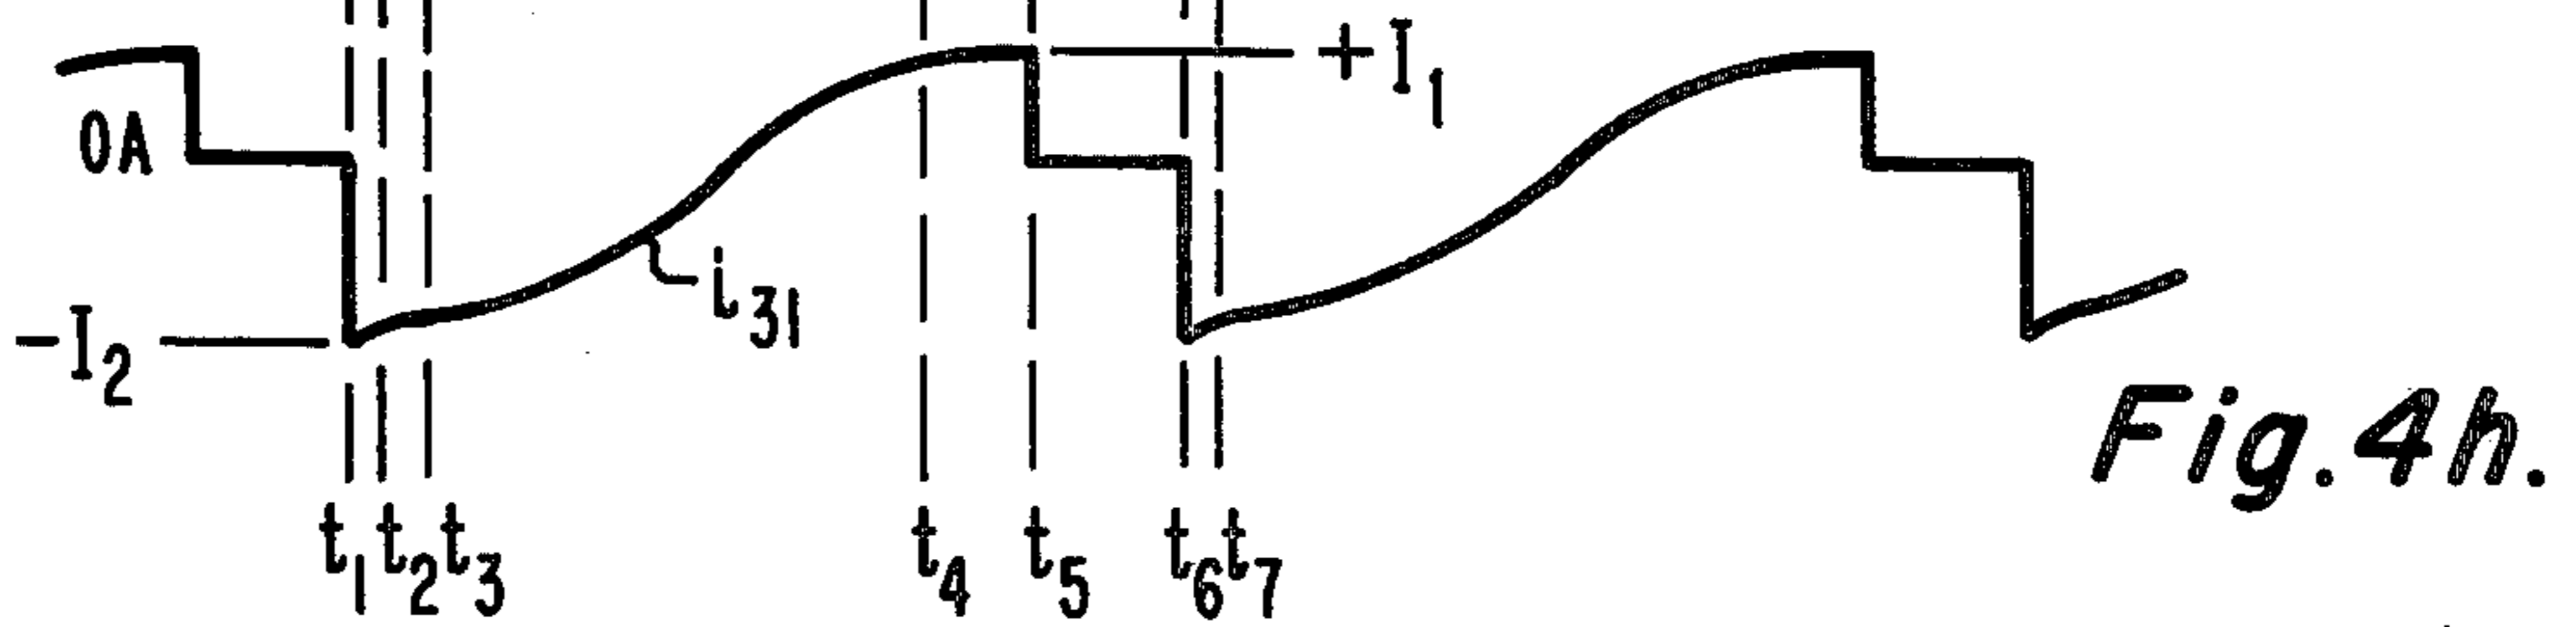 +I₁
0A
i₃₁
-I₂
Fig. 4h.
t₁ t₂ t₃ t₄ t₅ t₆ t₇